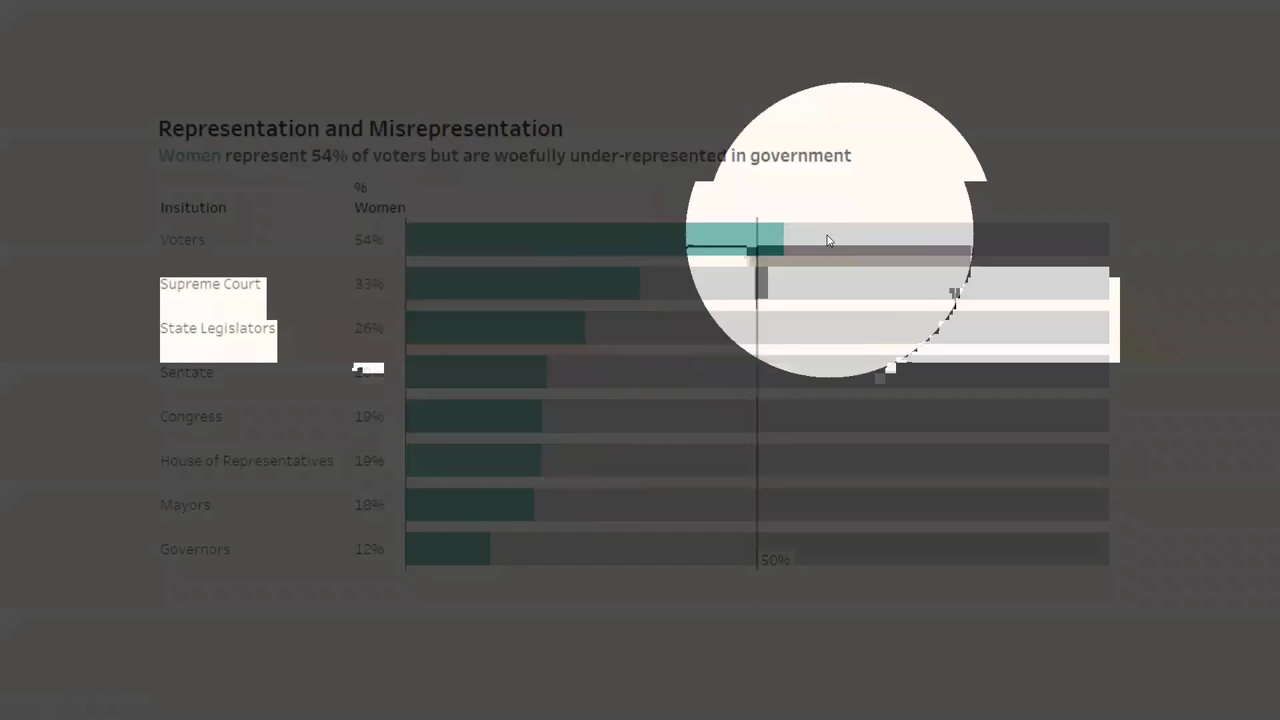 Representation and Misrepresentation
Women represent 54% of voters but are woefully under-represented in government
Insitution % Women
Voters 54%
Supreme Court 33%
State Legislators 26%
Sentate
Congress 19%
House of Representatives 19%
Mayors 18%
Governors 12%
50%